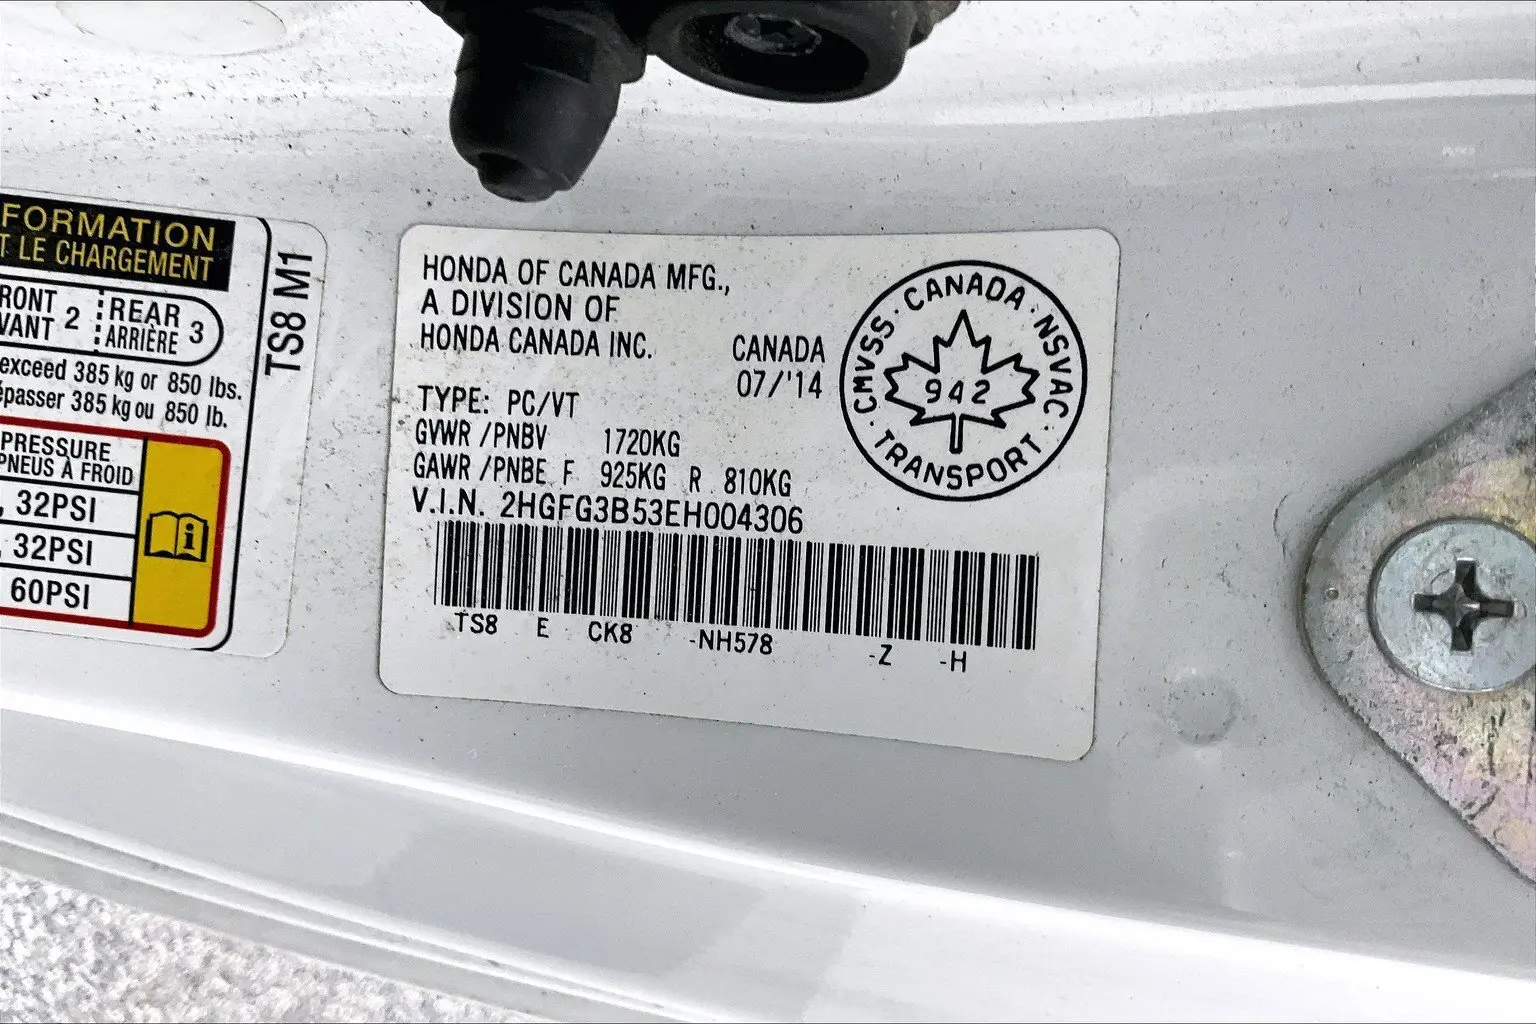 FORMATION
T LE CHARGEMENT
RONT
VANT 2
REAR
ARRIÈRE 3
exceed 385 kg or 850 lbs.
épasser 385 kg ou 850 lb.
PRESSURE
PNEUS À FROID
, 32PSI
, 32PSI
60PSI
TS8 M1
HONDA OF CANADA MFG.,
A DIVISION OF
HONDA CANADA INC.
CANADA
07/'14
TYPE: PC/VT
GVWR /PNBV 1720KG
GAWR /PNBE F 925KG R 810KG
V.I.N. 2HGFG3B53EH004306
TS8 E CK8 -NH578 -Z -H
· CANADA · NSVAC · TRANSPORT · CMVSS
942